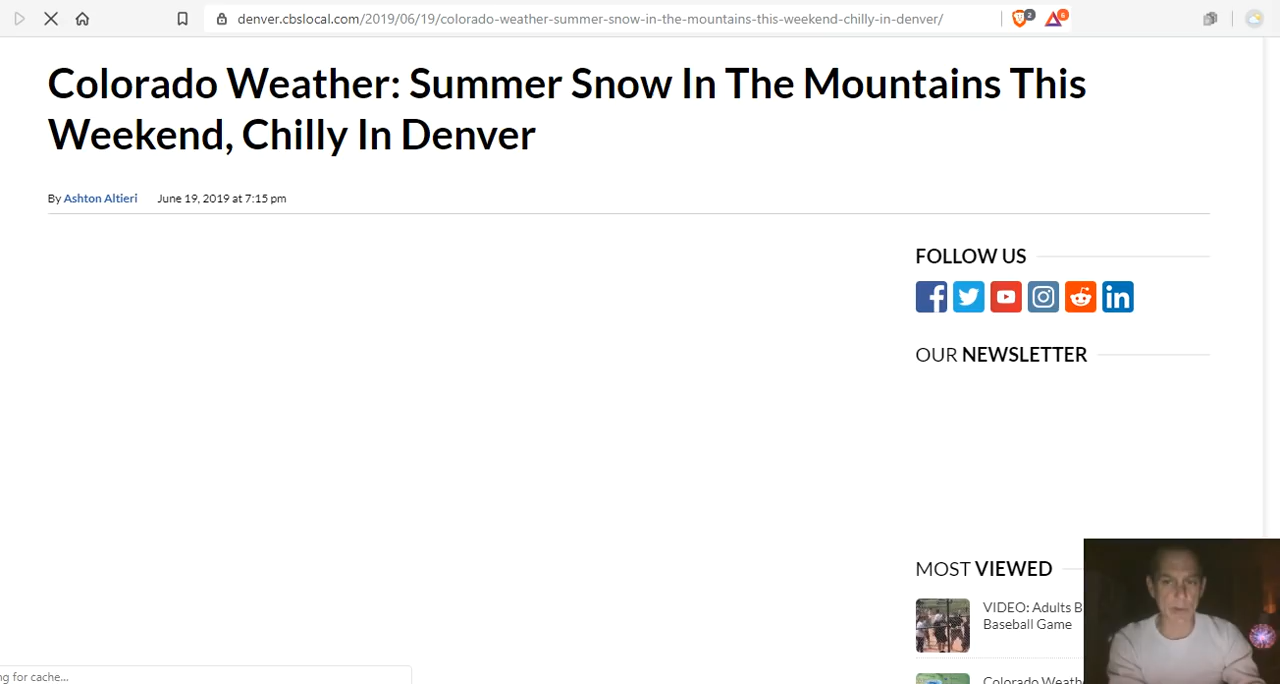 denver.cbslocal.com/2019/06/19/colorado-weather-summer-snow-in-the-mountains-this-weekend-chilly-in-denver/
2
6
Colorado Weather: Summer Snow In The Mountains This
Weekend, Chilly In Denver
By Ashton Altieri June 19, 2019 at 7:15 pm
FOLLOW US
OUR NEWSLETTER
MOST VIEWED
VIDEO: Adults B
Baseball Game
Colorado Weath
ng for cache...